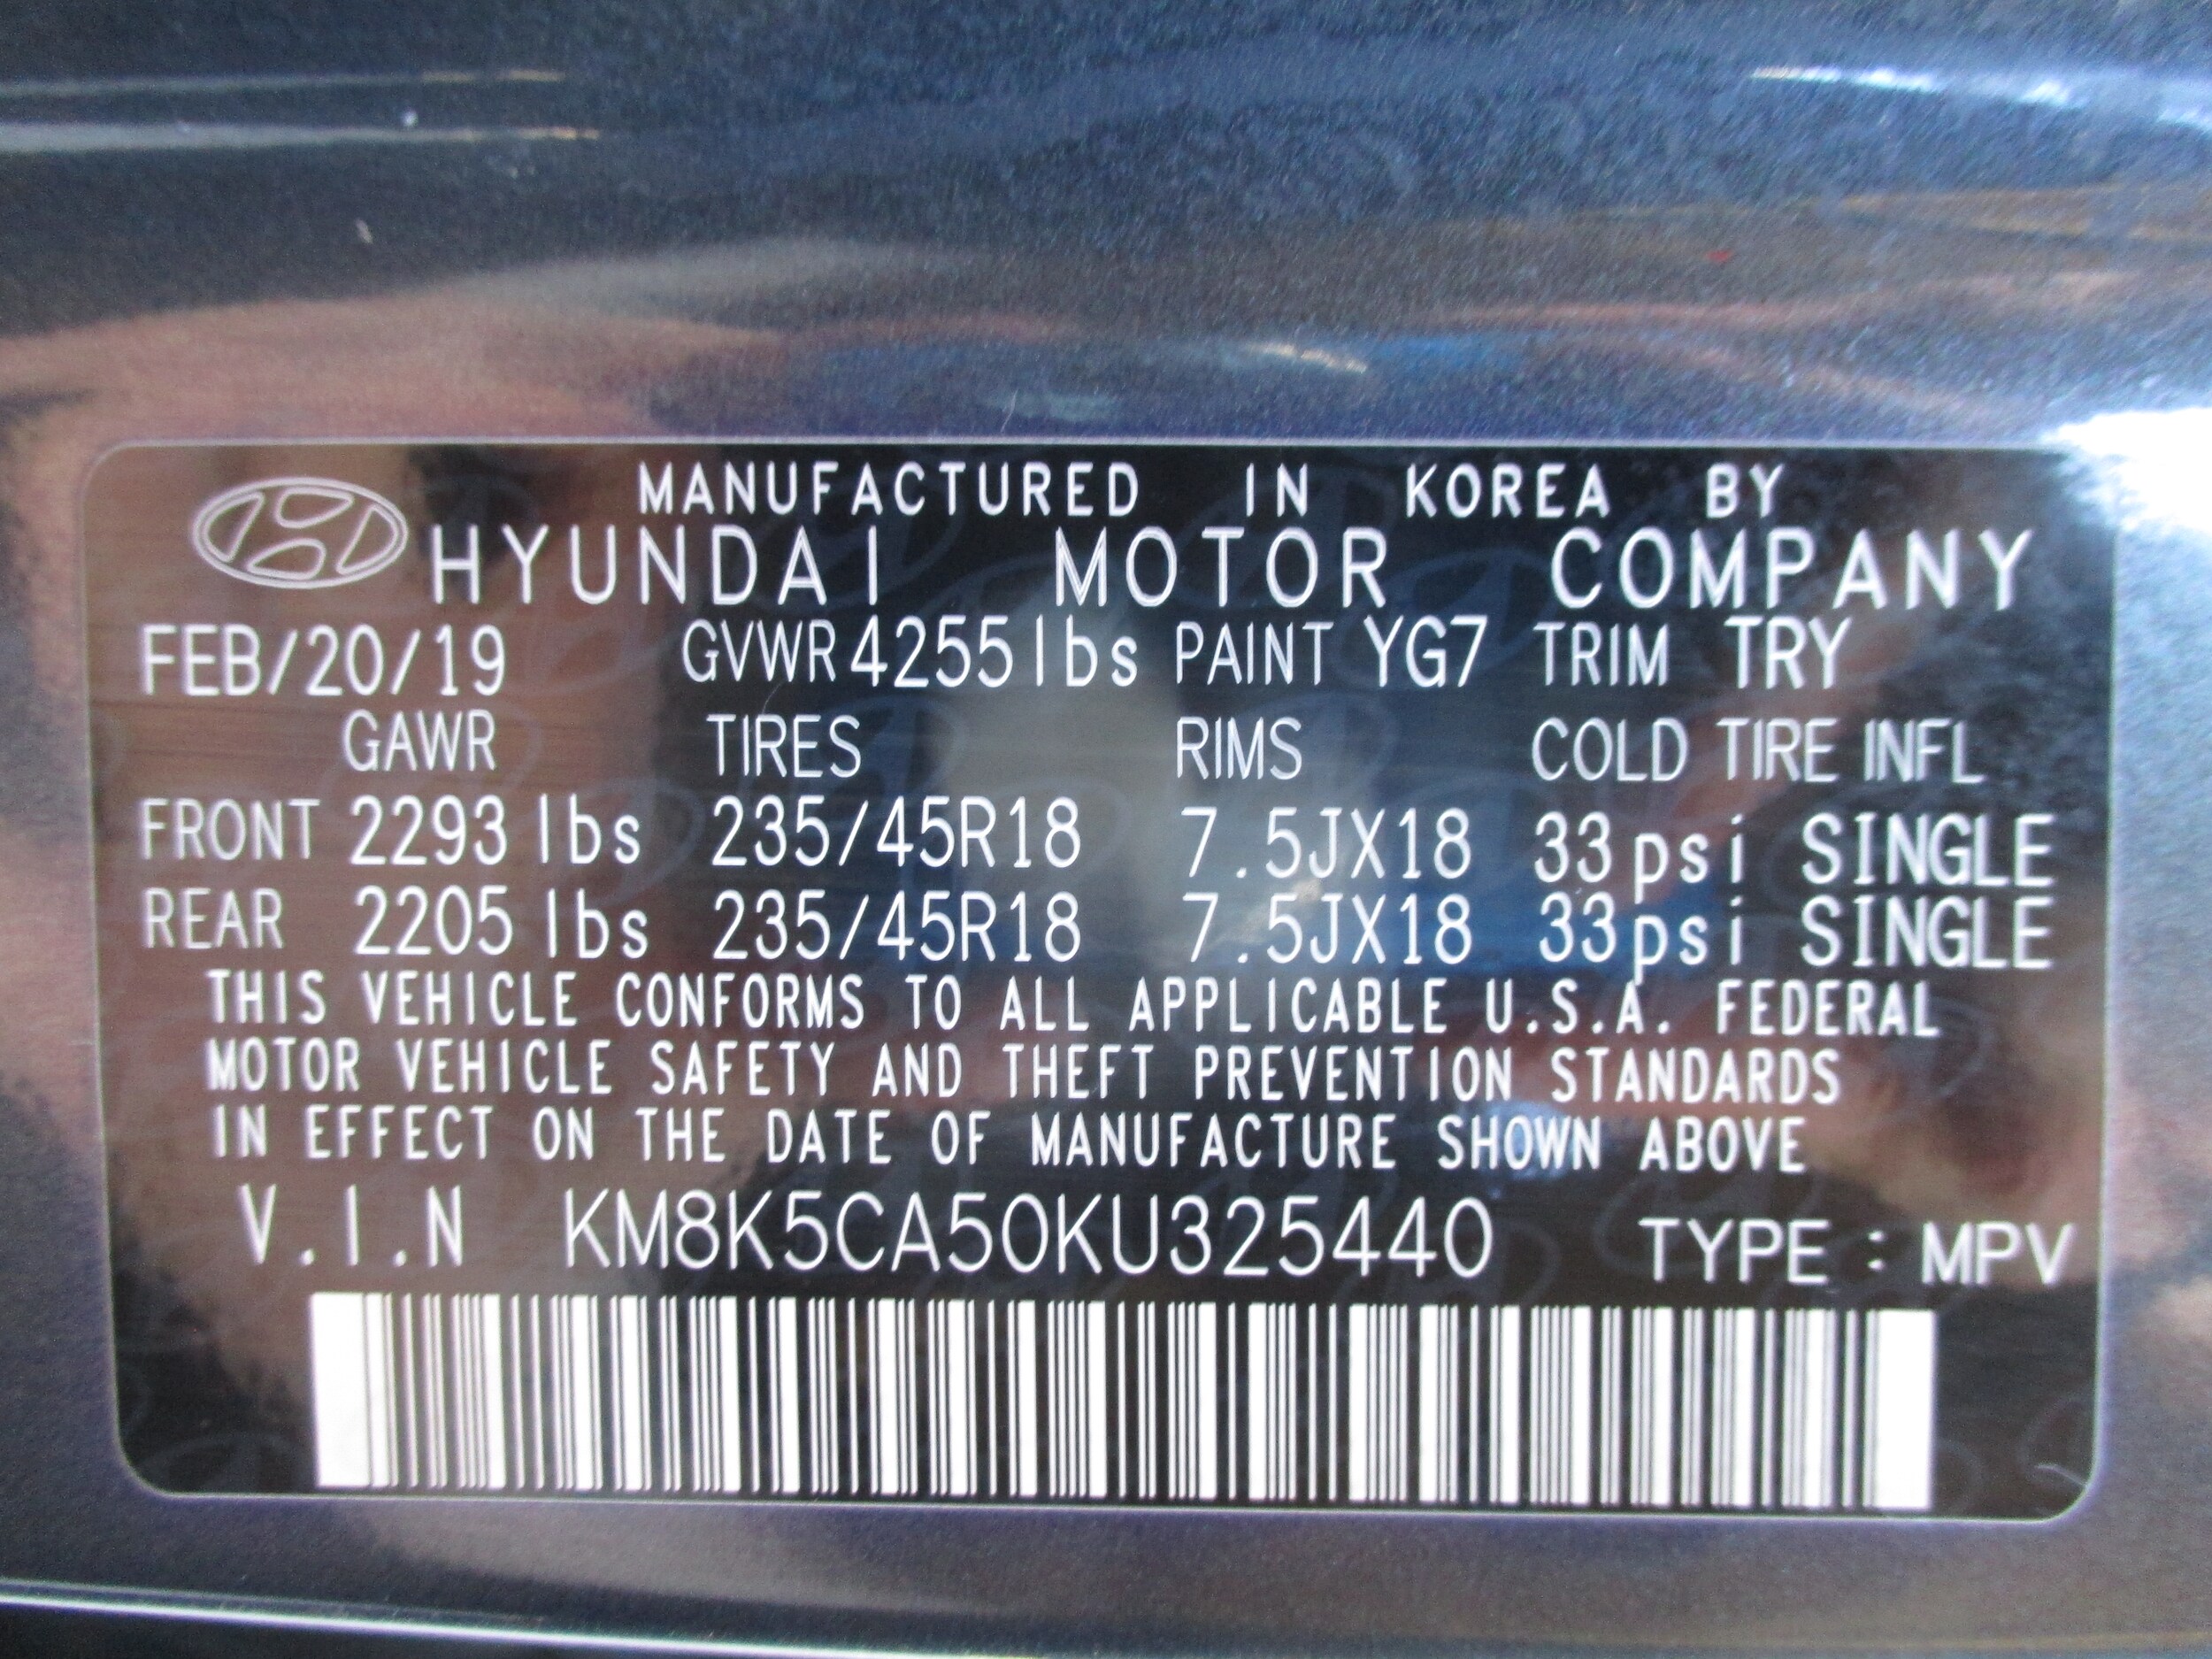 MANUFACTURED IN KOREA BY
HYUNDAI MOTOR COMPANY
FEB/20/19 GVWR 4255lbs PAINT YG7 TRIM TRY
GAWR TIRES RIMS COLD TIRE INFL
FRONT 2293 lbs 235/45R18 7.5JX18 33psi SINGLE
REAR 2205 lbs 235/45R18 7.5JX18 33psi SINGLE
THIS VEHICLE CONFORMS TO ALL APPLICABLE U.S.A. FEDERAL
MOTOR VEHICLE SAFETY AND THEFT PREVENTION STANDARDS
IN EFFECT ON THE DATE OF MANUFACTURE SHOWN ABOVE
V.I.N KM8K5CA50KU325440 TYPE : MPV